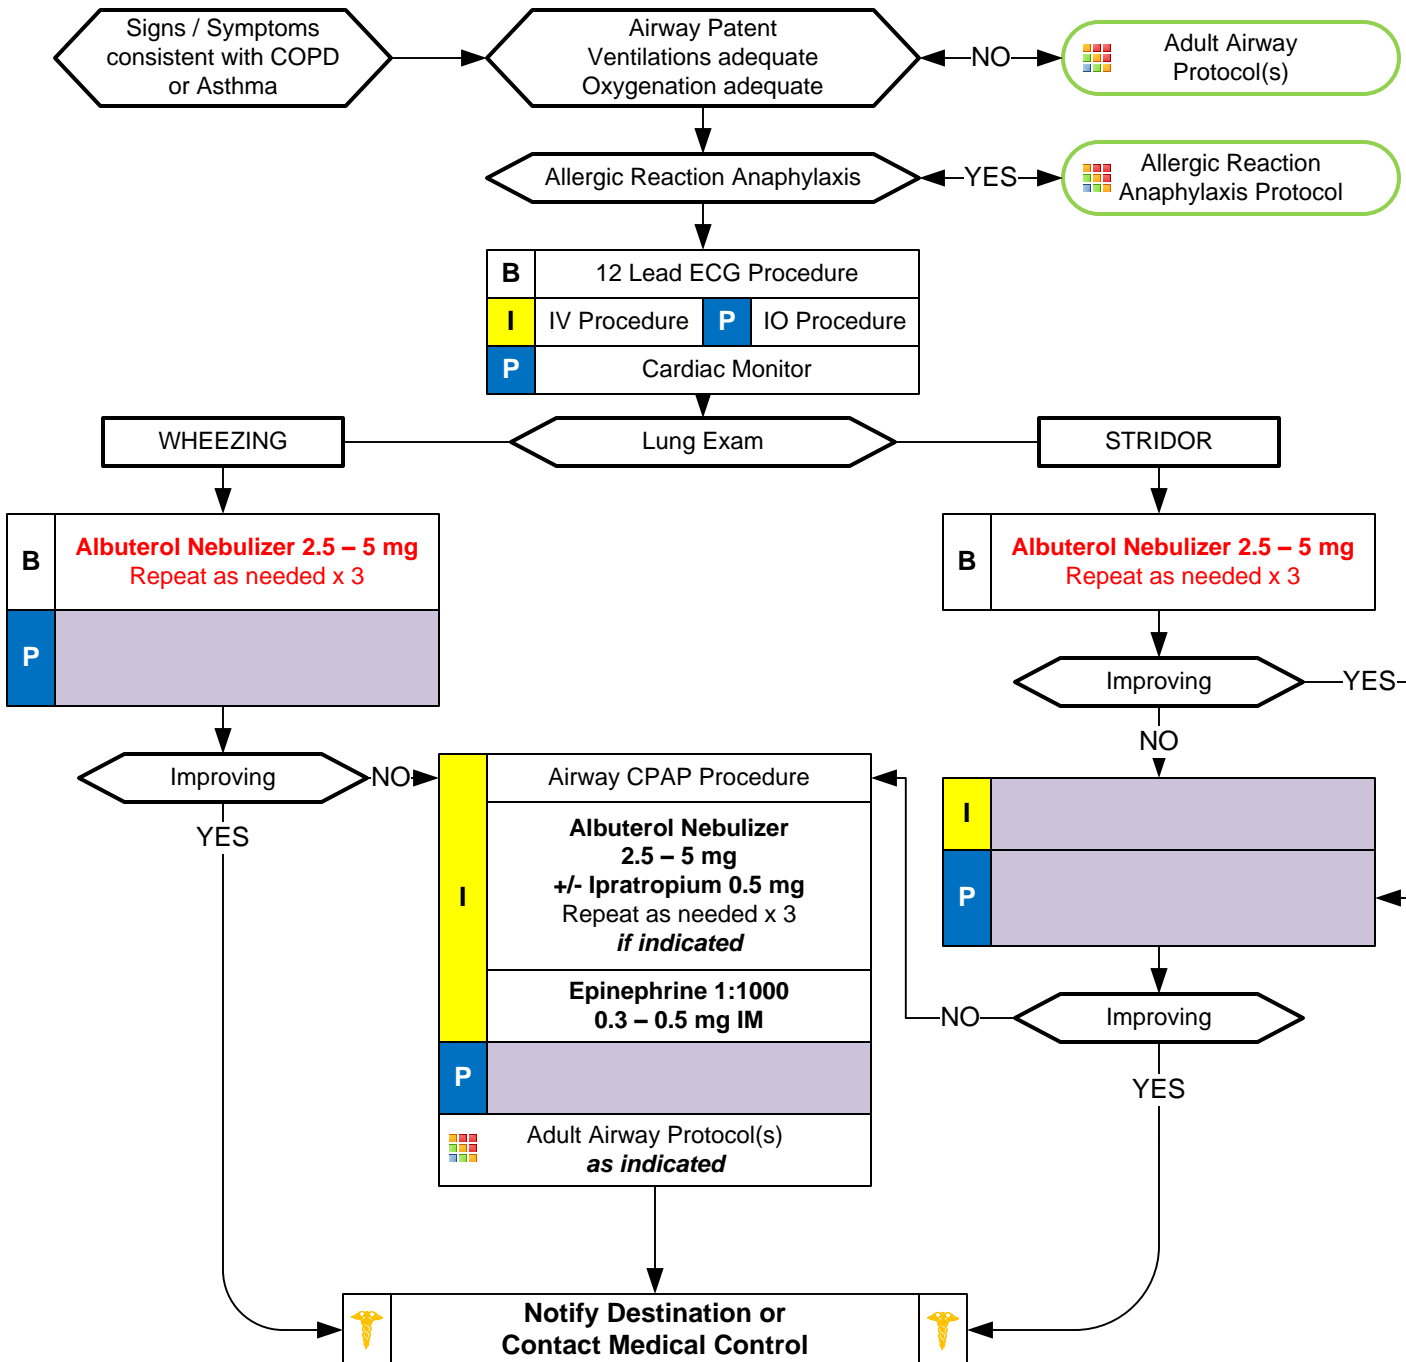 Signs / Symptoms
consistent with COPD
or Asthma
Airway Patent
Ventilations adequate
Oxygenation adequate
NO
Adult Airway
Protocol(s)
Allergic Reaction Anaphylaxis
YES
Allergic Reaction
Anaphylaxis Protocol
B
12 Lead ECG Procedure
I
IV Procedure
P
IO Procedure
P
Cardiac Monitor
WHEEZING
Lung Exam
STRIDOR
B
Albuterol Nebulizer 2.5 – 5 mg
Repeat as needed x 3
P
Improving
NO
YES
B
Albuterol Nebulizer 2.5 – 5 mg
Repeat as needed x 3
Improving
YES
NO
I
P
Improving
NO
YES
I
Airway CPAP Procedure
Albuterol Nebulizer
2.5 – 5 mg
+/- Ipratropium 0.5 mg
Repeat as needed x 3
if indicated
Epinephrine 1:1000
0.3 – 0.5 mg IM
P
Adult Airway Protocol(s)
as indicated
Notify Destination or
Contact Medical Control